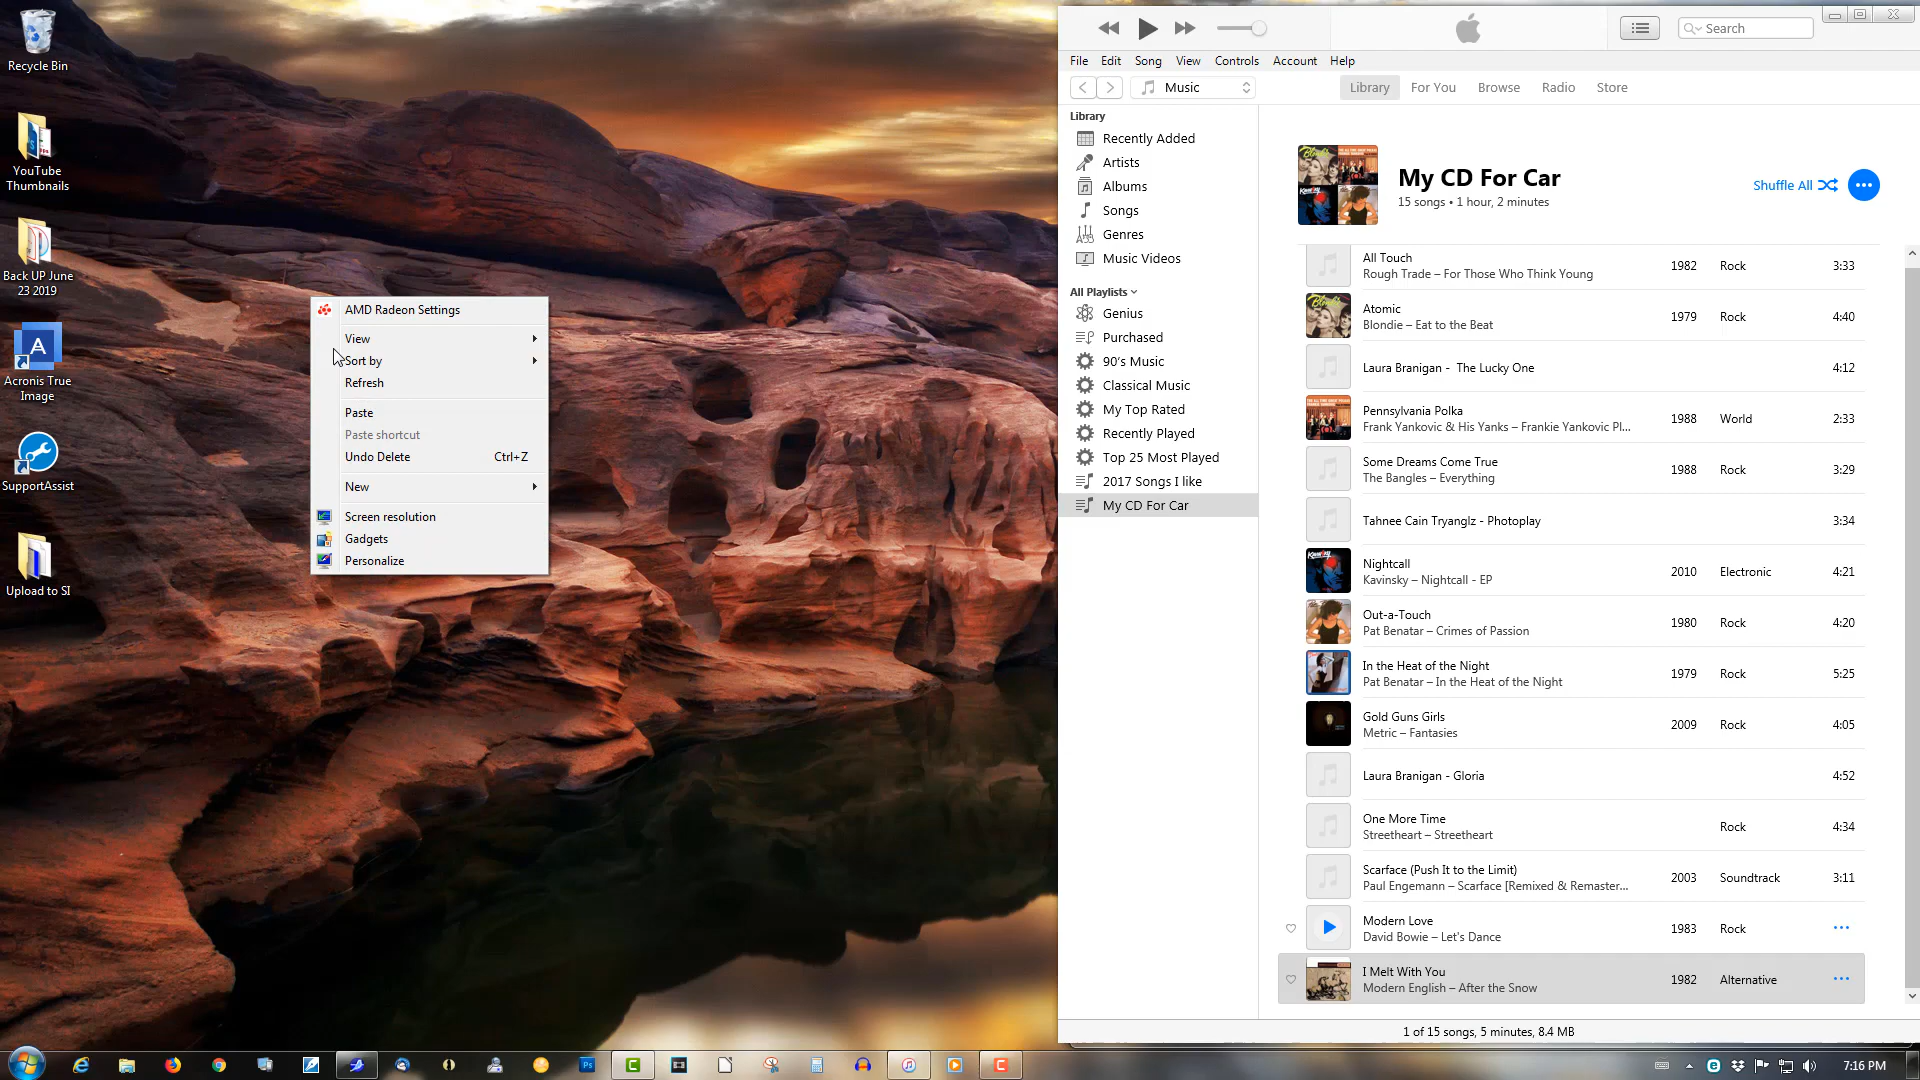 Recycle Bin
YouTube
Thumbnails
Back UP June
23 2019
Acronis True
Image
SupportAssist
Upload to SI
AMD Radeon Settings
View
Sort by
Refresh
Paste
Paste shortcut
Undo Delete Ctrl+Z
New
Screen resolution
Gadgets
Personalize
Search
File Edit Song View Controls Account Help
Music
Library For You Browse Radio Store
Library
Recently Added
Artists
Albums
Songs
Genres
Music Videos
All Playlists
Genius
Purchased
90's Music
Classical Music
My Top Rated
Recently Played
Top 25 Most Played
2017 Songs I like
My CD For Car
My CD For Car
15 songs • 1 hour, 2 minutes
Shuffle All
All Touch
Rough Trade – For Those Who Think Young
1982 Rock 3:33
Atomic
Blondie – Eat to the Beat
1979 Rock 4:40
Laura Branigan - The Lucky One 4:12
Pennsylvania Polka
Frank Yankovic & His Yanks – Frankie Yankovic Pl...
1988 World 2:33
Some Dreams Come True
The Bangles – Everything
1988 Rock 3:29
Tahnee Cain Tryanglz - Photoplay 3:34
Nightcall
Kavinsky – Nightcall - EP
2010 Electronic 4:21
Out-a-Touch
Pat Benatar – Crimes of Passion
1980 Rock 4:20
In the Heat of the Night
Pat Benatar – In the Heat of the Night
1979 Rock 5:25
Gold Guns Girls
Metric – Fantasies
2009 Rock 4:05
Laura Branigan - Gloria 4:52
One More Time
Streetheart – Streetheart
Rock 4:34
Scarface (Push It to the Limit)
Paul Engemann – Scarface [Remixed & Remaster...
2003 Soundtrack 3:11
Modern Love
David Bowie – Let's Dance
1983 Rock
I Melt With You
Modern English – After the Snow
1982 Alternative
1 of 15 songs, 5 minutes, 8.4 MB
7:16 PM